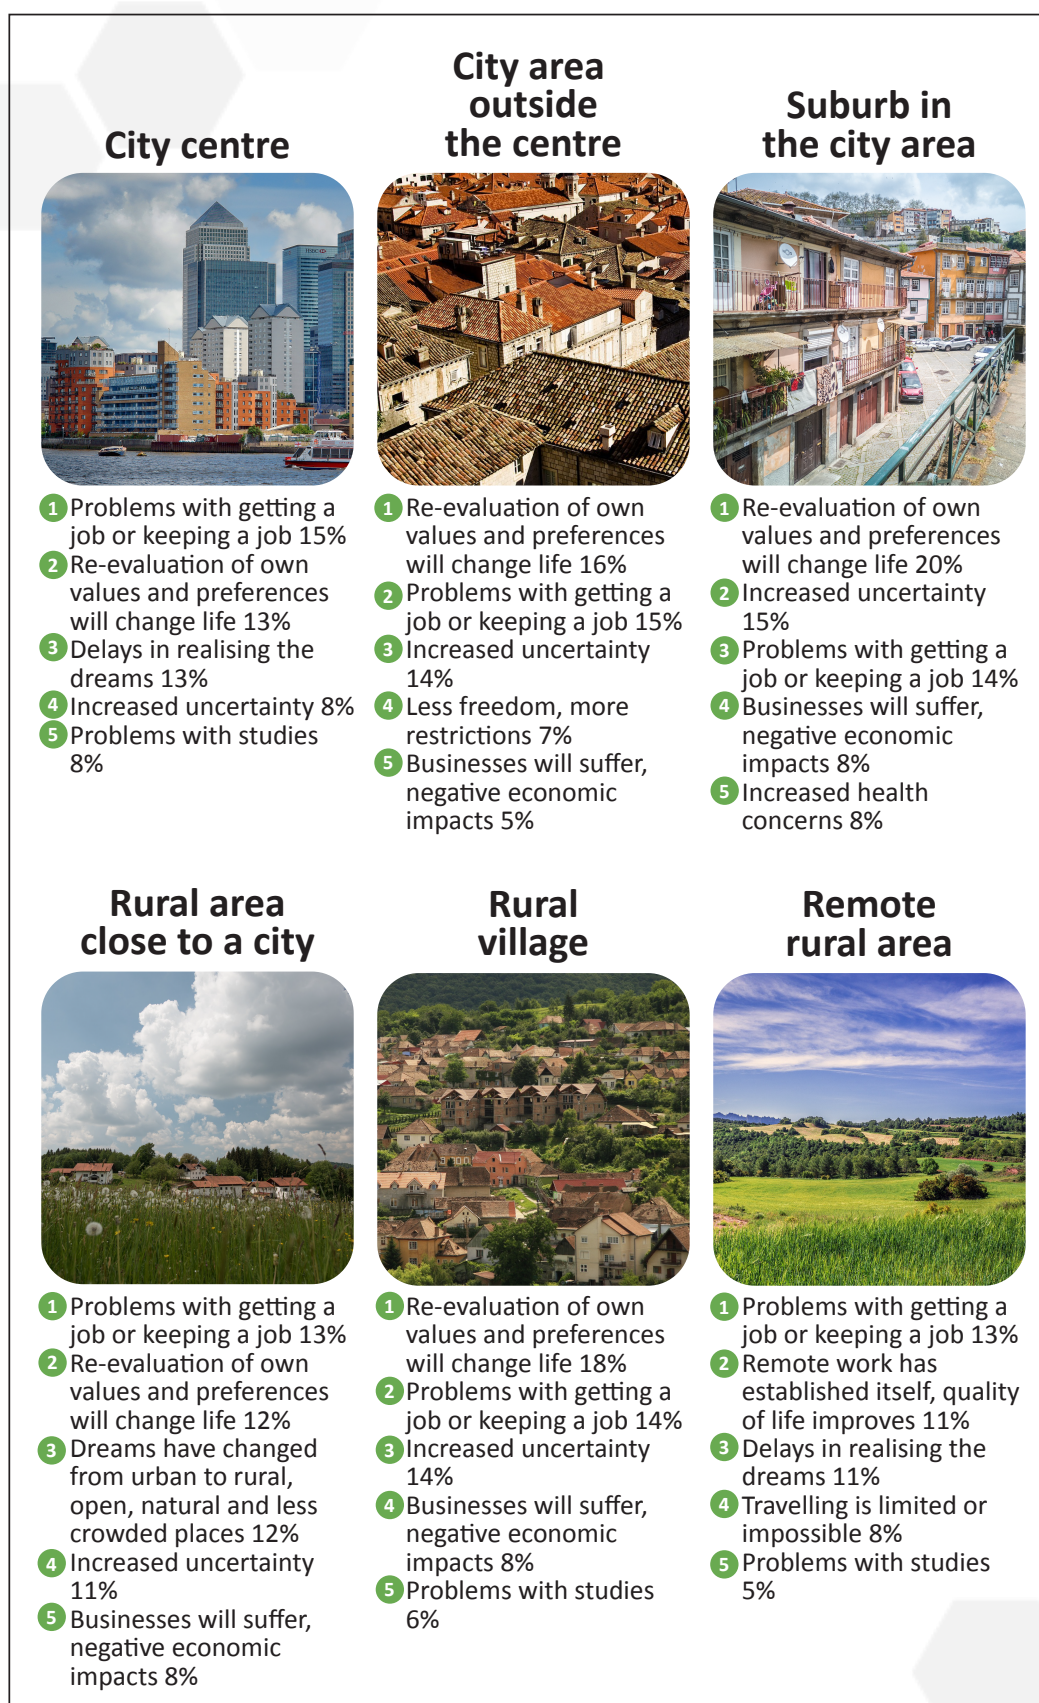 City centre
1 Problems with getting a
job or keeping a job 15%
2 Re-evaluation of own
values and preferences
will change life 13%
3 Delays in realising the
dreams 13%
4 Increased uncertainty 8%
5 Problems with studies
8%
City area
outside
the centre
1 Re-evaluation of own
values and preferences
will change life 16%
2 Problems with getting a
job or keeping a job 15%
3 Increased uncertainty
14%
4 Less freedom, more
restrictions 7%
5 Businesses will suffer,
negative economic
impacts 5%
Suburb in
the city area
1 Re-evaluation of own
values and preferences
will change life 20%
2 Increased uncertainty
15%
3 Problems with getting a
job or keeping a job 14%
4 Businesses will suffer,
negative economic
impacts 8%
5 Increased health
concerns 8%
Rural area
close to a city
1 Problems with getting a
job or keeping a job 13%
2 Re-evaluation of own
values and preferences
will change life 12%
3 Dreams have changed
from urban to rural,
open, natural and less
crowded places 12%
4 Increased uncertainty
11%
5 Businesses will suffer,
negative economic
impacts 8%
Rural
village
1 Re-evaluation of own
values and preferences
will change life 18%
2 Problems with getting a
job or keeping a job 14%
3 Increased uncertainty
14%
4 Businesses will suffer,
negative economic
impacts 8%
5 Problems with studies
6%
Remote
rural area
1 Problems with getting a
job or keeping a job 13%
2 Remote work has
established itself, quality
of life improves 11%
3 Delays in realising the
dreams 11%
4 Travelling is limited or
impossible 8%
5 Problems with studies
5%